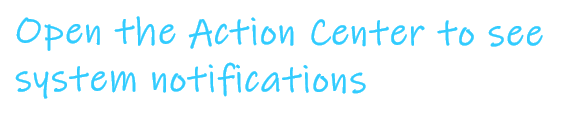 Open the Action Center to see
system notifications